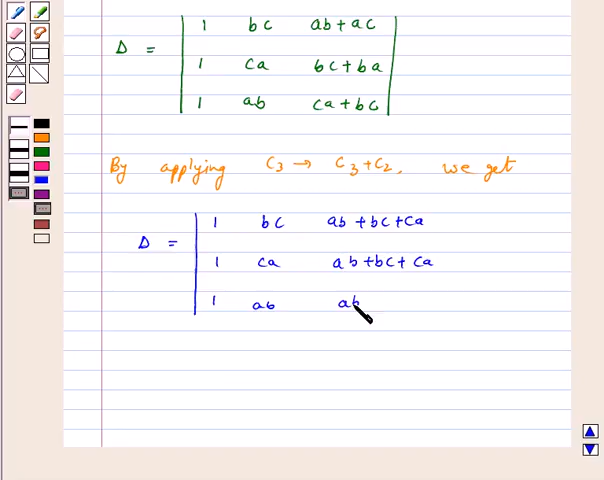 1 bc ab + ac
Δ = 1 ca bc + ba
1 ab ca + bc
By applying C₃ → C₃ + C₂, we get
1 bc ab + bc + ca
Δ = 1 ca ab + bc + ca
1 ab ab